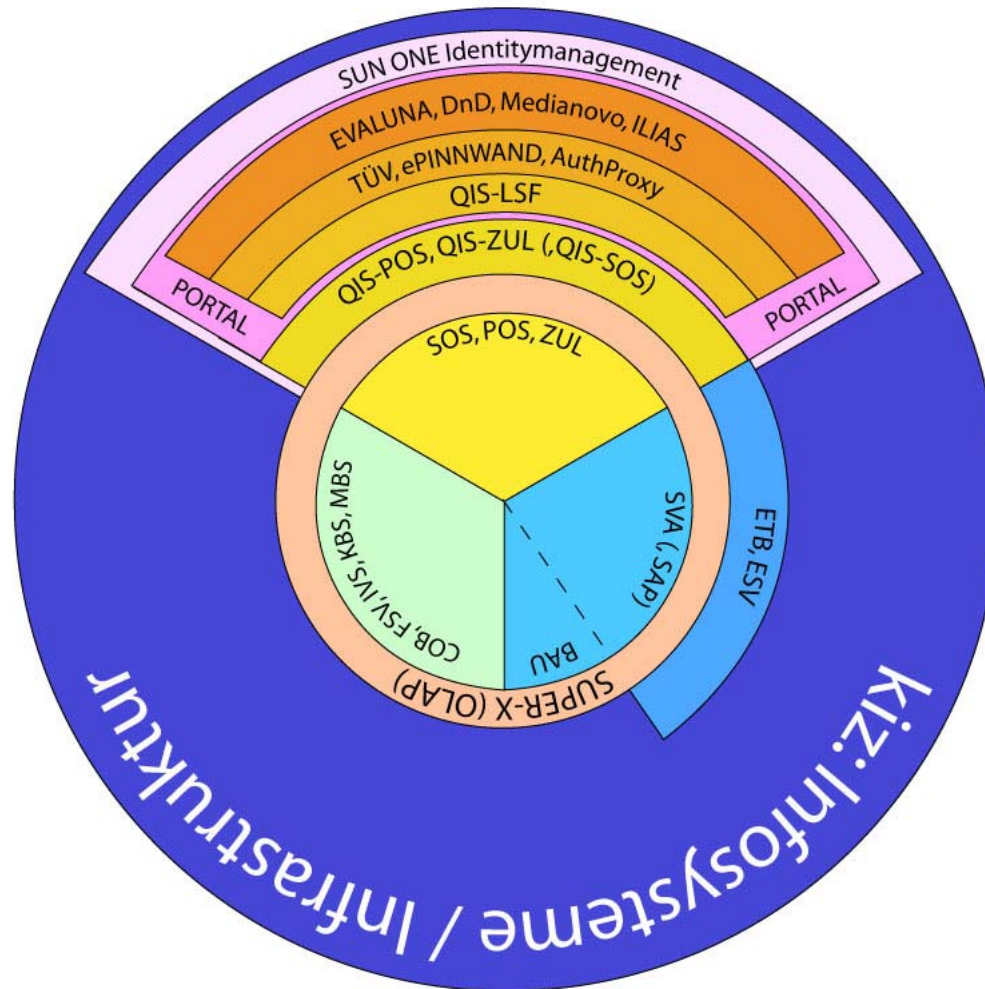 SUN ONE Identitymanagement
EVALUNA, DnD, Medianovo, ILIAS
TÜV, ePINNWAND, AuthProxy
QIS-LSF
QIS-POS, QIS-ZUL (,QIS-SOS)
PORTAL
PORTAL
SOS, POS, ZUL
COB, FSV, IVS, KBS, MBS
SVA (, SAP)
BAU
ETB, ESV
SUPER-X (OLAP)
kiz: Infosysteme / Infrastruktur